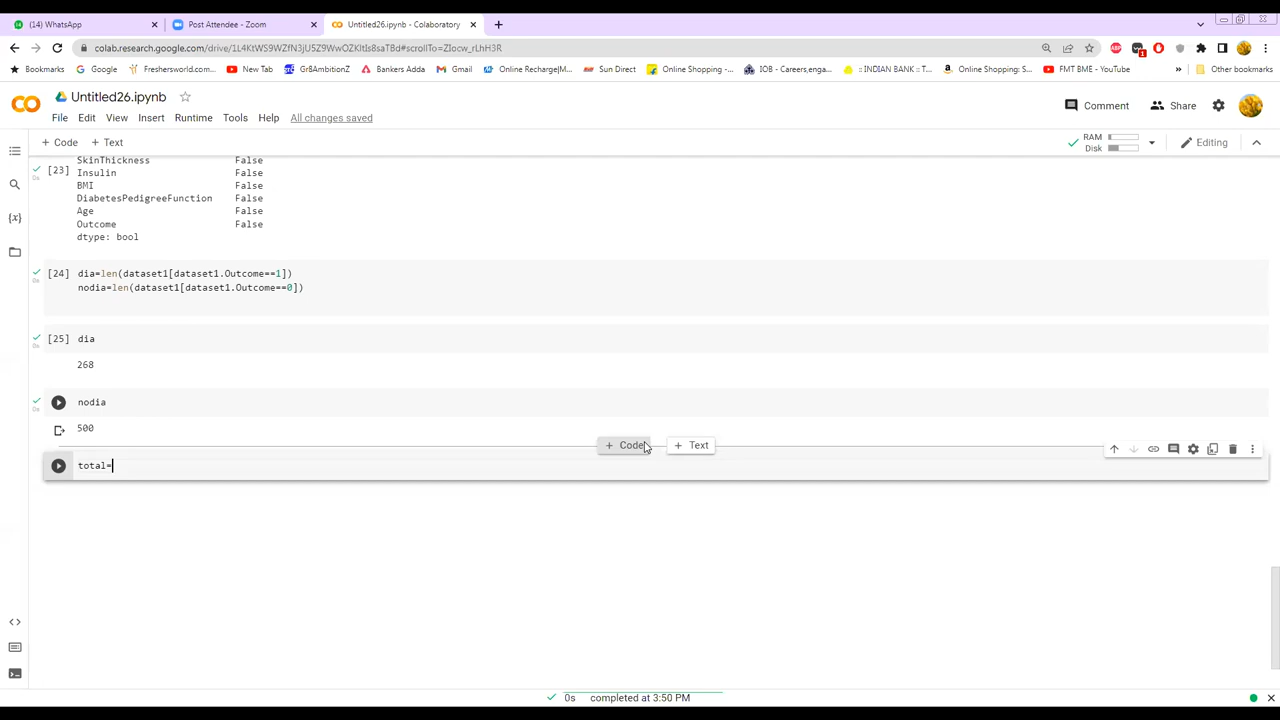 (14) WhatsApp
Post Attendee - Zoom
Untitled26.ipynb - Colaboratory
colab.research.google.com/drive/1L4KtWS9WZfN3jU5Z9WwOZKltIs8saT8d#scrollTo=ZIocw_rLhH3R
Bookmarks
Google
Freshersworld.com...
New Tab
Gr8AmbitionZ
Bankers Adda
Gmail
Online Recharge|M...
Sun Direct
Online Shopping -...
IOB - Careers,enga...
:: INDIAN BANK :: T...
Online Shopping: S...
FMT BME - YouTube
Other bookmarks
Untitled26.ipynb
File Edit View Insert Runtime Tools Help All changes saved
Comment
Share
+ Code + Text
RAM
Disk
Editing
SkinThickness False
[23]
Insulin False
BMI False
DiabetesPedigreeFunction False
Age False
Outcome False
dtype: bool
[24] dia=len(dataset1[dataset1.Outcome==1])
nodia=len(dataset1[dataset1.Outcome==0])
[25] dia
268
nodia
500
+ Code + Text
total=
0s completed at 3:50 PM